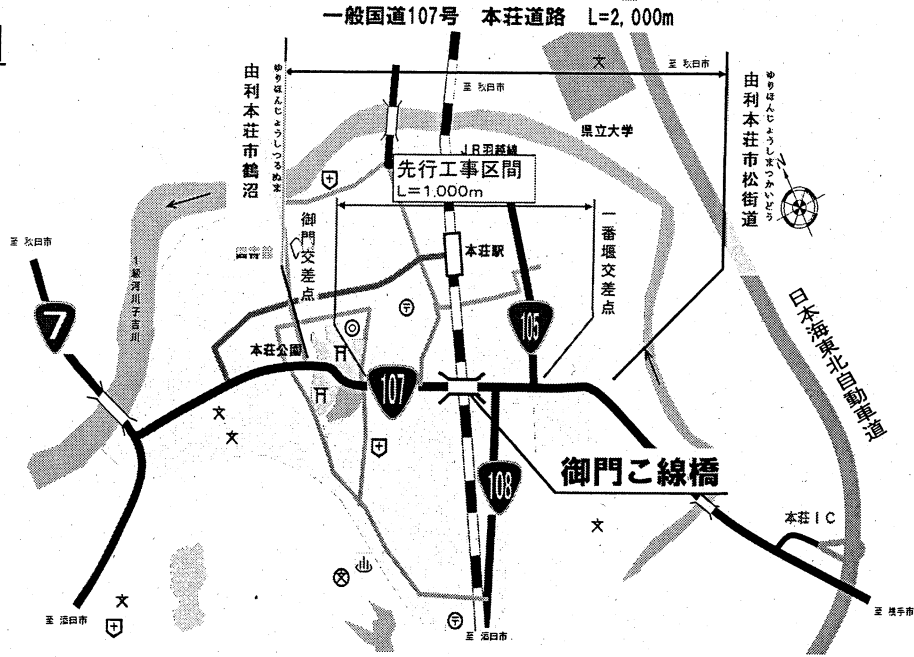 一般国道107号 本荘道路 L=2,000m
至 秋田市
至 秋田市
由利本荘市鶴沼
ゆりほんじょうしつるぬま
県立大学
由利本荘市松街道
ゆりほんじょうしまつかいどう
N
JR羽越線
先行工事区間
L=1,000m
御門交差点
一番堰交差点
至 秋田市
1級河川子吉川
本荘駅
7
105
日本海東北自動車道
本荘公園
107
108
御門こ線橋
本荘IC
至 酒田市
至 酒田市
至 横手市